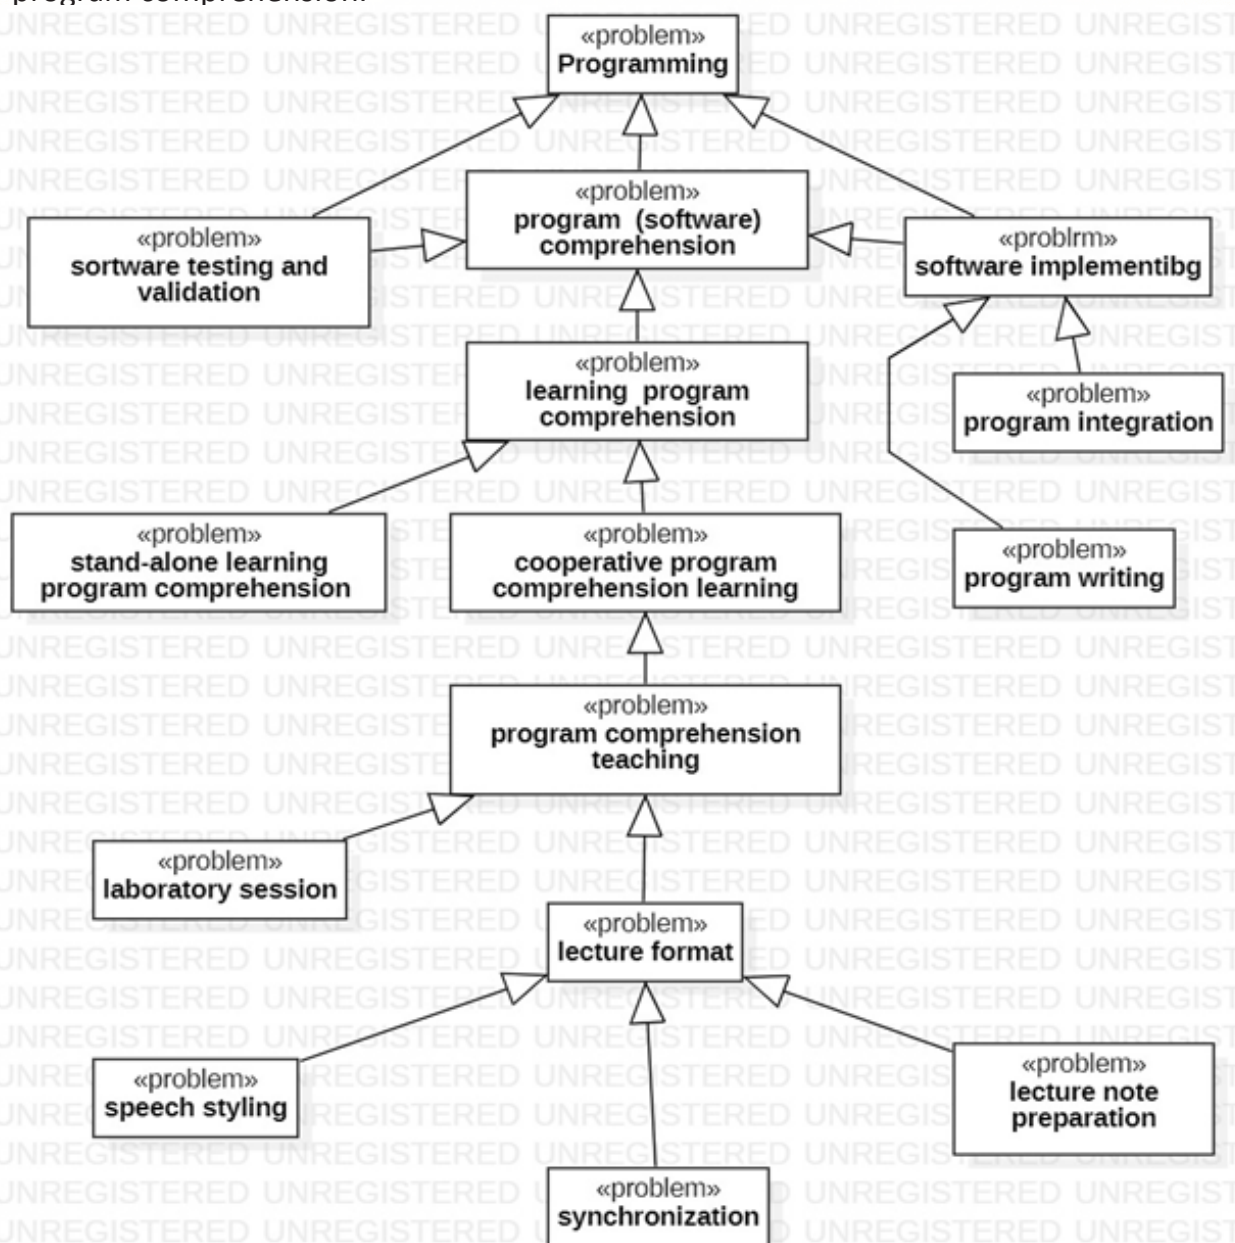 program comprehension.
«problem»
Programming
«problem»
program (software)
comprehension
«problem»
sortware testing and
validation
«problrm»
software implementibg
«problem»
learning program
comprehension
«problem»
program integration
«problem»
stand-alone learning
program comprehension
«problem»
cooperative program
comprehension learning
«problem»
program writing
«problem»
program comprehension
teaching
«problem»
laboratory session
«problem»
lecture format
«problem»
speech styling
«problem»
lecture note
preparation
«problem»
synchronization
UNREGISTERED